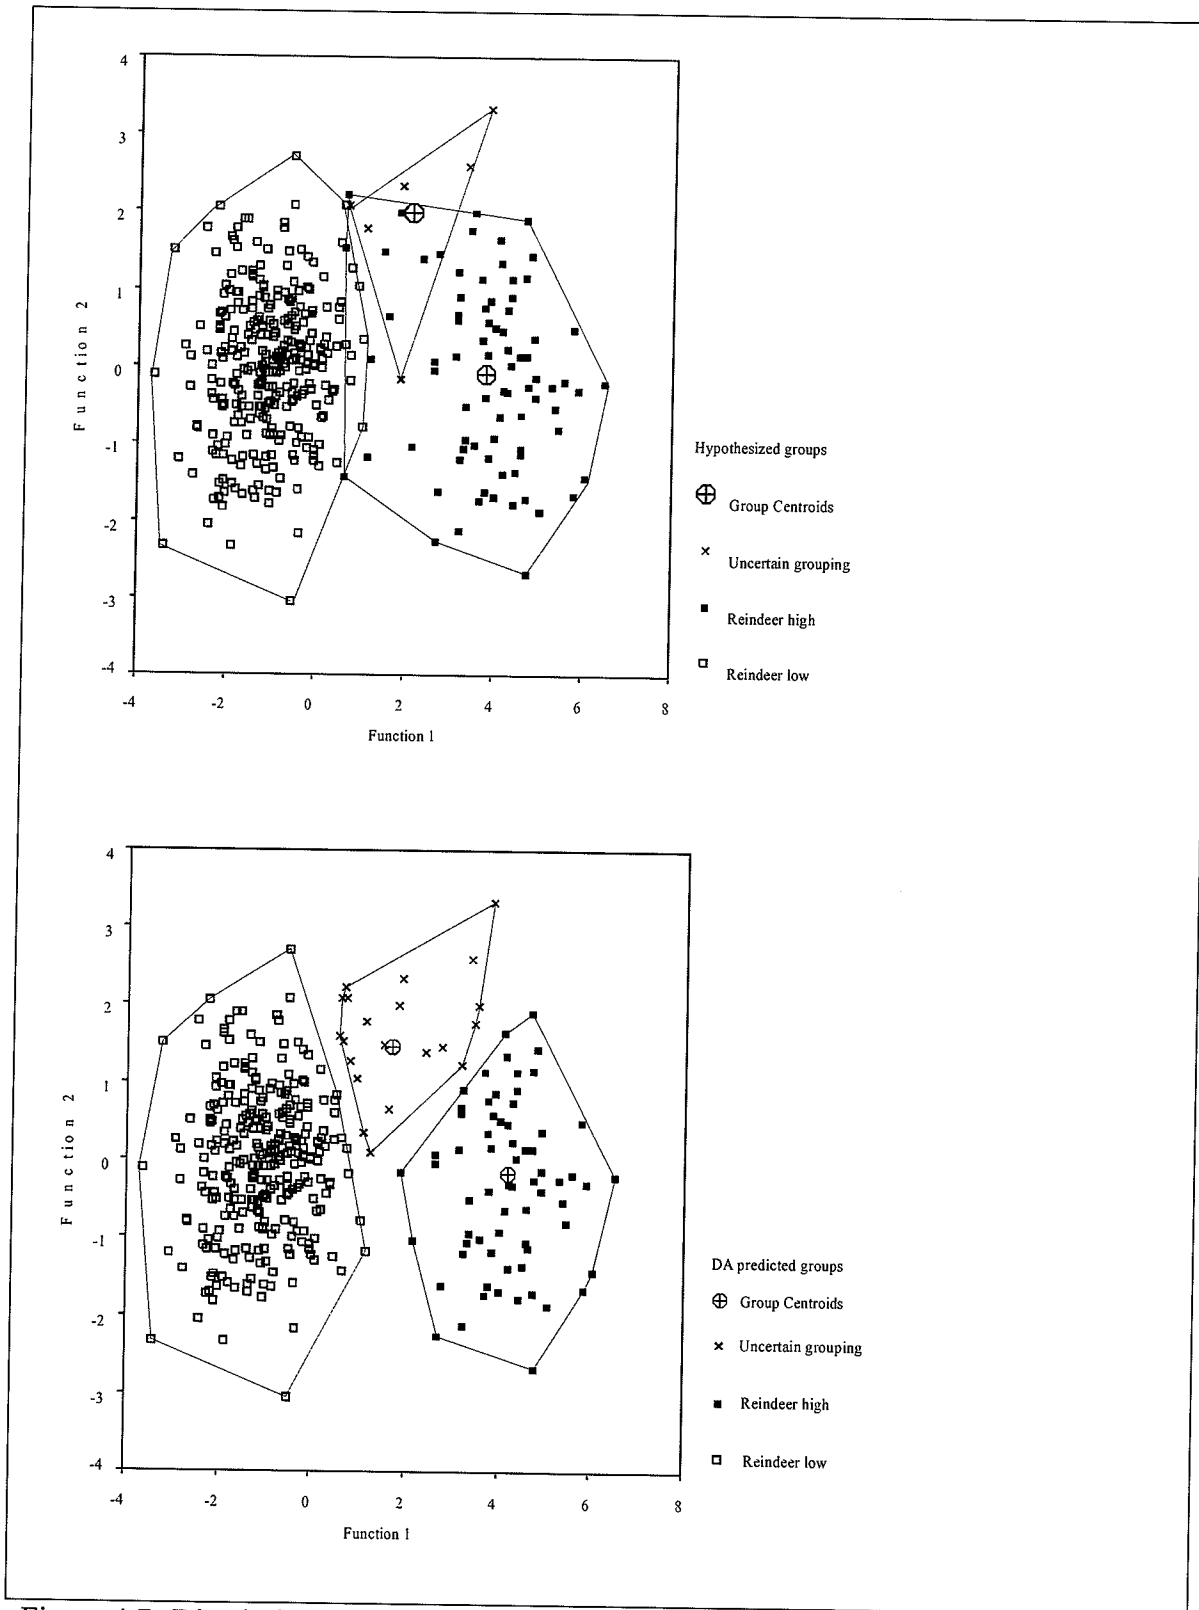 4
3
2
1
0
-1
-2
-3
-4
Function 2
-4 -2 0 2 4 6 8
Function 1
Hypothesized groups
Group Centroids
Uncertain grouping
Reindeer high
Reindeer low
4
3
2
1
0
-1
-2
-3
-4
Function 2
-4 -2 0 2 4 6 8
Function 1
DA predicted groups
Group Centroids
Uncertain grouping
Reindeer high
Reindeer low